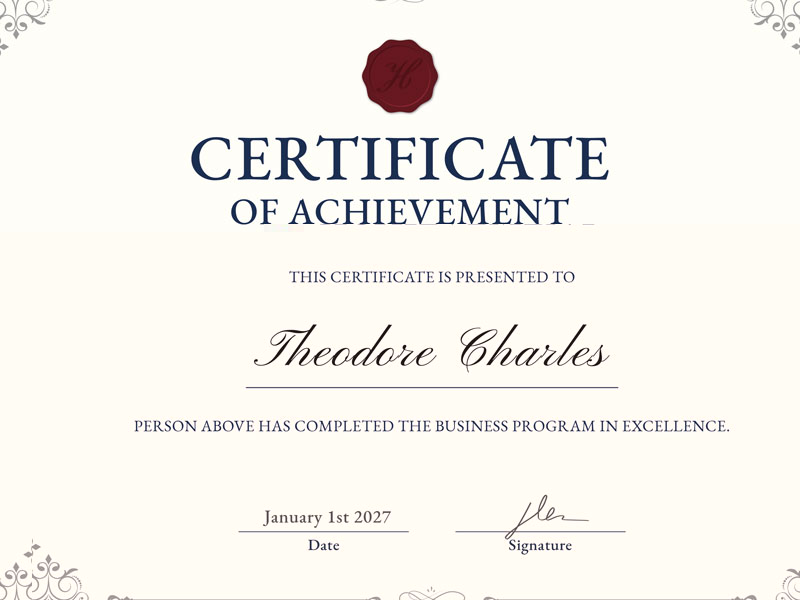 H
CERTIFICATE
OF ACHIEVEMENT
THIS CERTIFICATE IS PRESENTED TO
Theodore Charles
PERSON ABOVE HAS COMPLETED THE BUSINESS PROGRAM IN EXCELLENCE.
January 1st 2027
Date
Signature